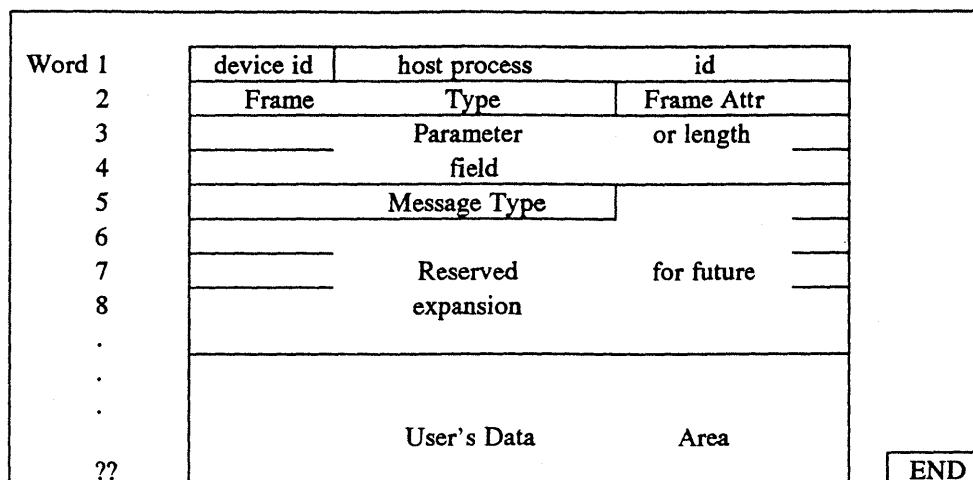 Word 1 device id host process id
2 Frame Type Frame Attr
3 Parameter or length
4 field
5 Message Type
6
7 Reserved for future
8 expansion
.
.
.
User's Data Area
?? END